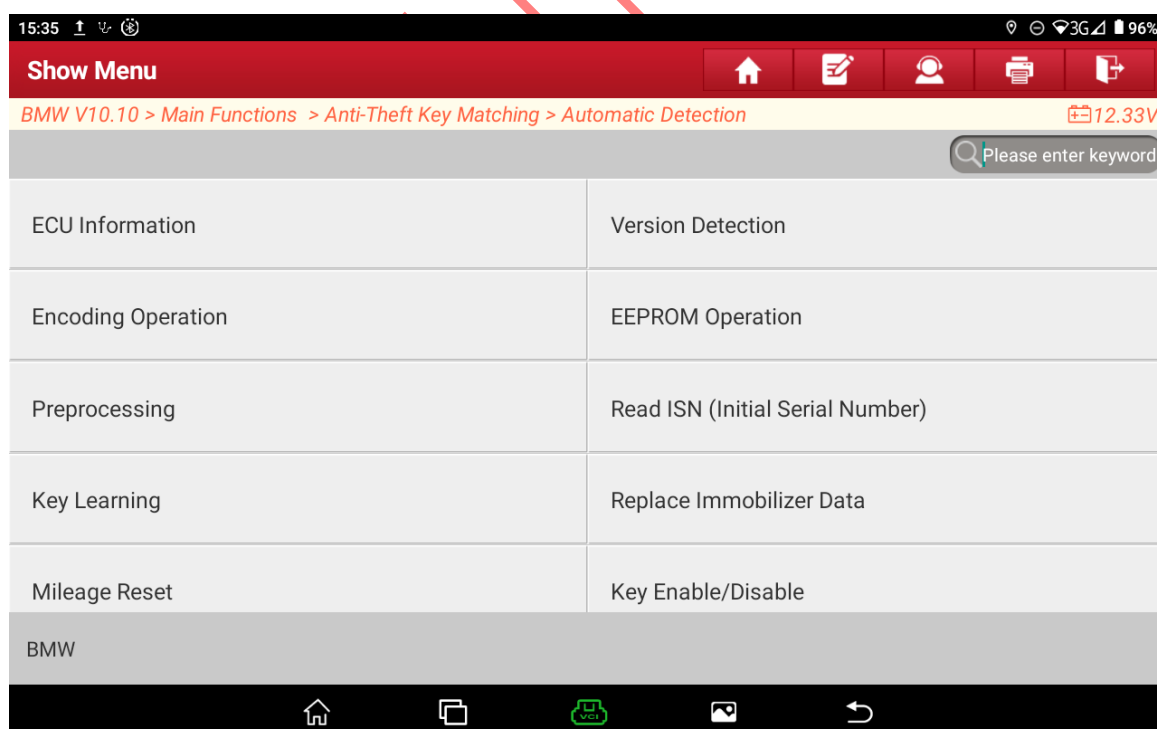 15:35 3G 96%
Show Menu
BMW V10.10 > Main Functions > Anti-Theft Key Matching > Automatic Detection 12.33V
Please enter keyword
ECU Information Version Detection
Encoding Operation EEPROM Operation
Preprocessing Read ISN (Initial Serial Number)
Key Learning Replace Immobilizer Data
Mileage Reset Key Enable/Disable
BMW
VCI